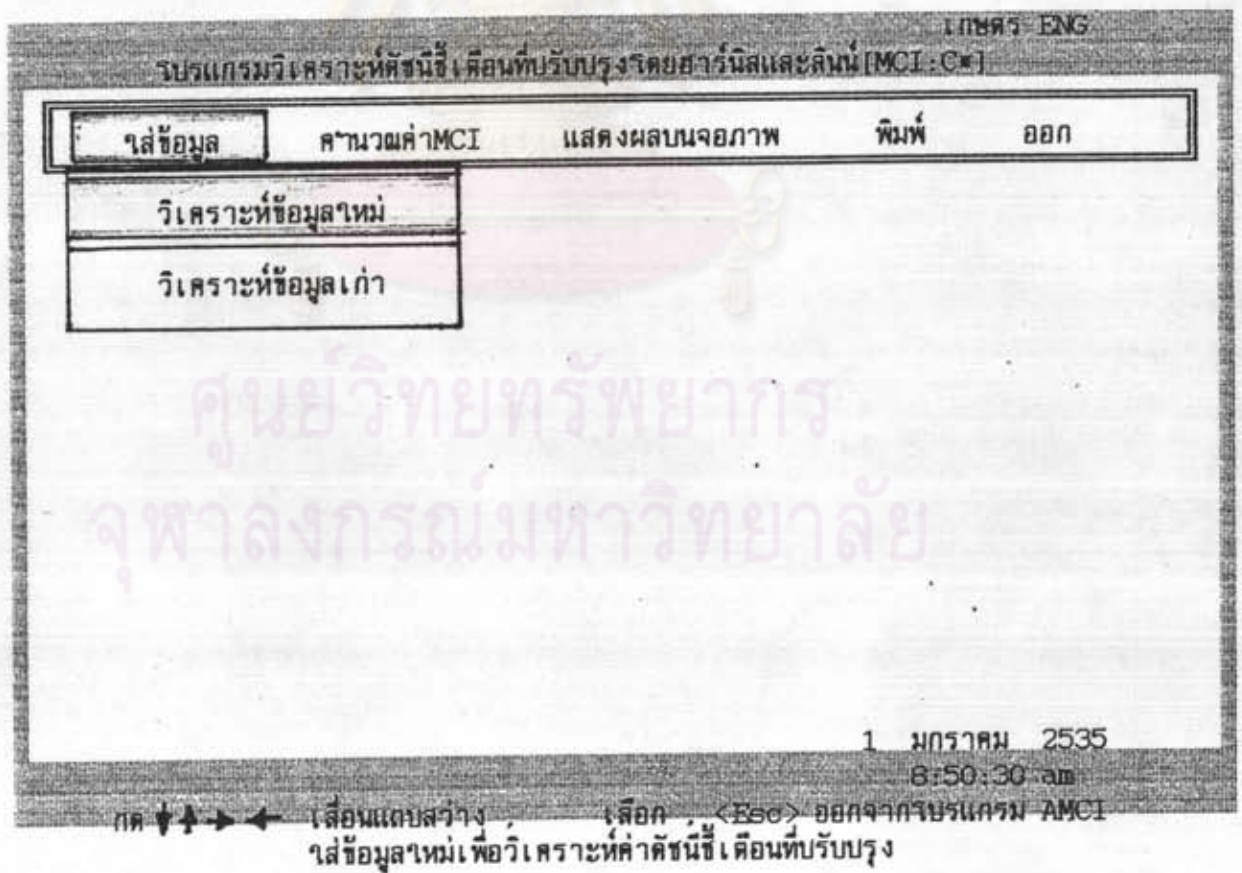 เกษตร ENG
โปรแกรมวิเคราะห์ดัชนีชี้เตือนที่ปรับปรุงโดยฮาร์นิสและลินน์[MCI:C*]
ใส่ข้อมูล คำนวณค่าMCI แสดงผลบนจอภาพ พิมพ์ ออก
วิเคราะห์ข้อมูลใหม่
วิเคราะห์ข้อมูลเก่า
ศูนย์วิทยทรัพยากร
จุฬาลงกรณ์มหาวิทยาลัย
1 มกราคม 2535
8:50:30 am
กด ↓ ↑ → ← เลื่อนแถบสว่าง , เลือก , <Esc> ออกจากโปรแกรม AMCI
ใส่ข้อมูลใหม่เพื่อวิเคราะห์ค่าดัชนีชี้เตือนที่ปรับปรุง